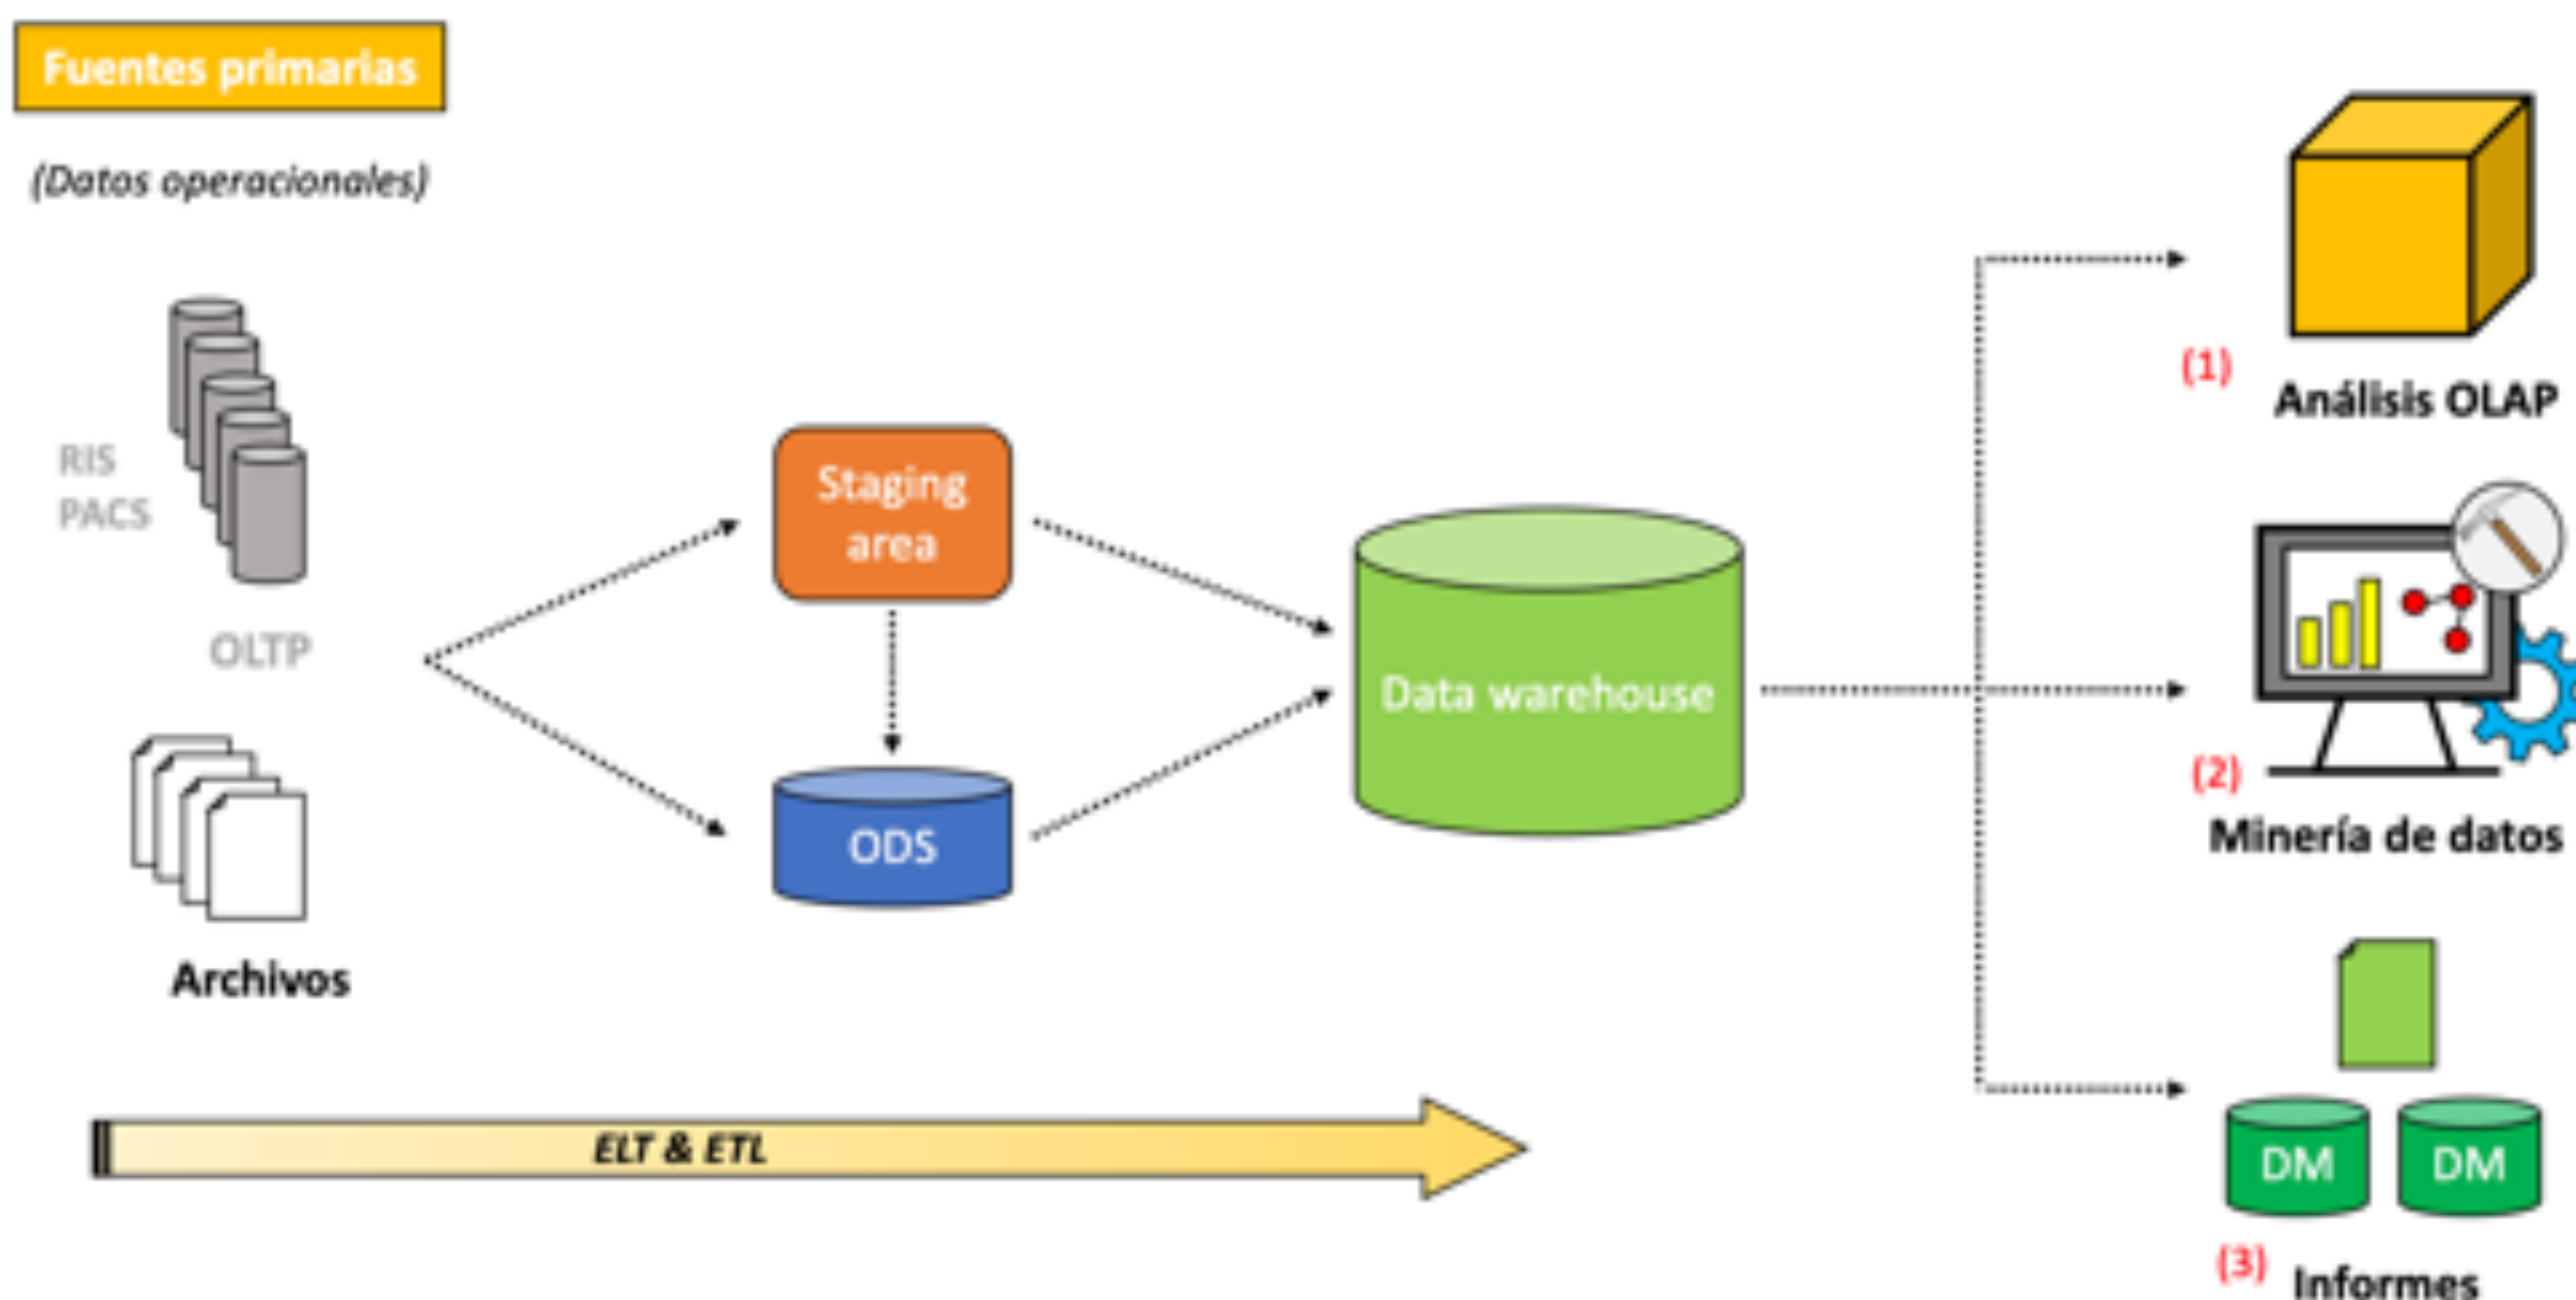 Fuentes primarias
(Datos operacionales)
RIS
PACS
OLTP
Archivos
Staging
area
ODS
Data warehouse
ELT & ETL
(1)
Análisis OLAP
(2)
Minería de datos
DM
DM
(3)
Informes